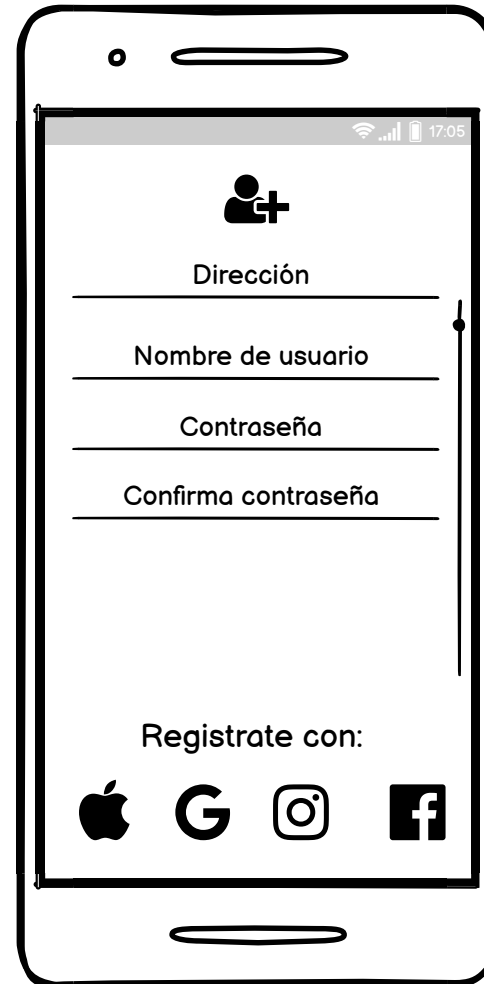 17:05
Dirección
Nombre de usuario
Contraseña
Confirma contraseña
Registrate con: